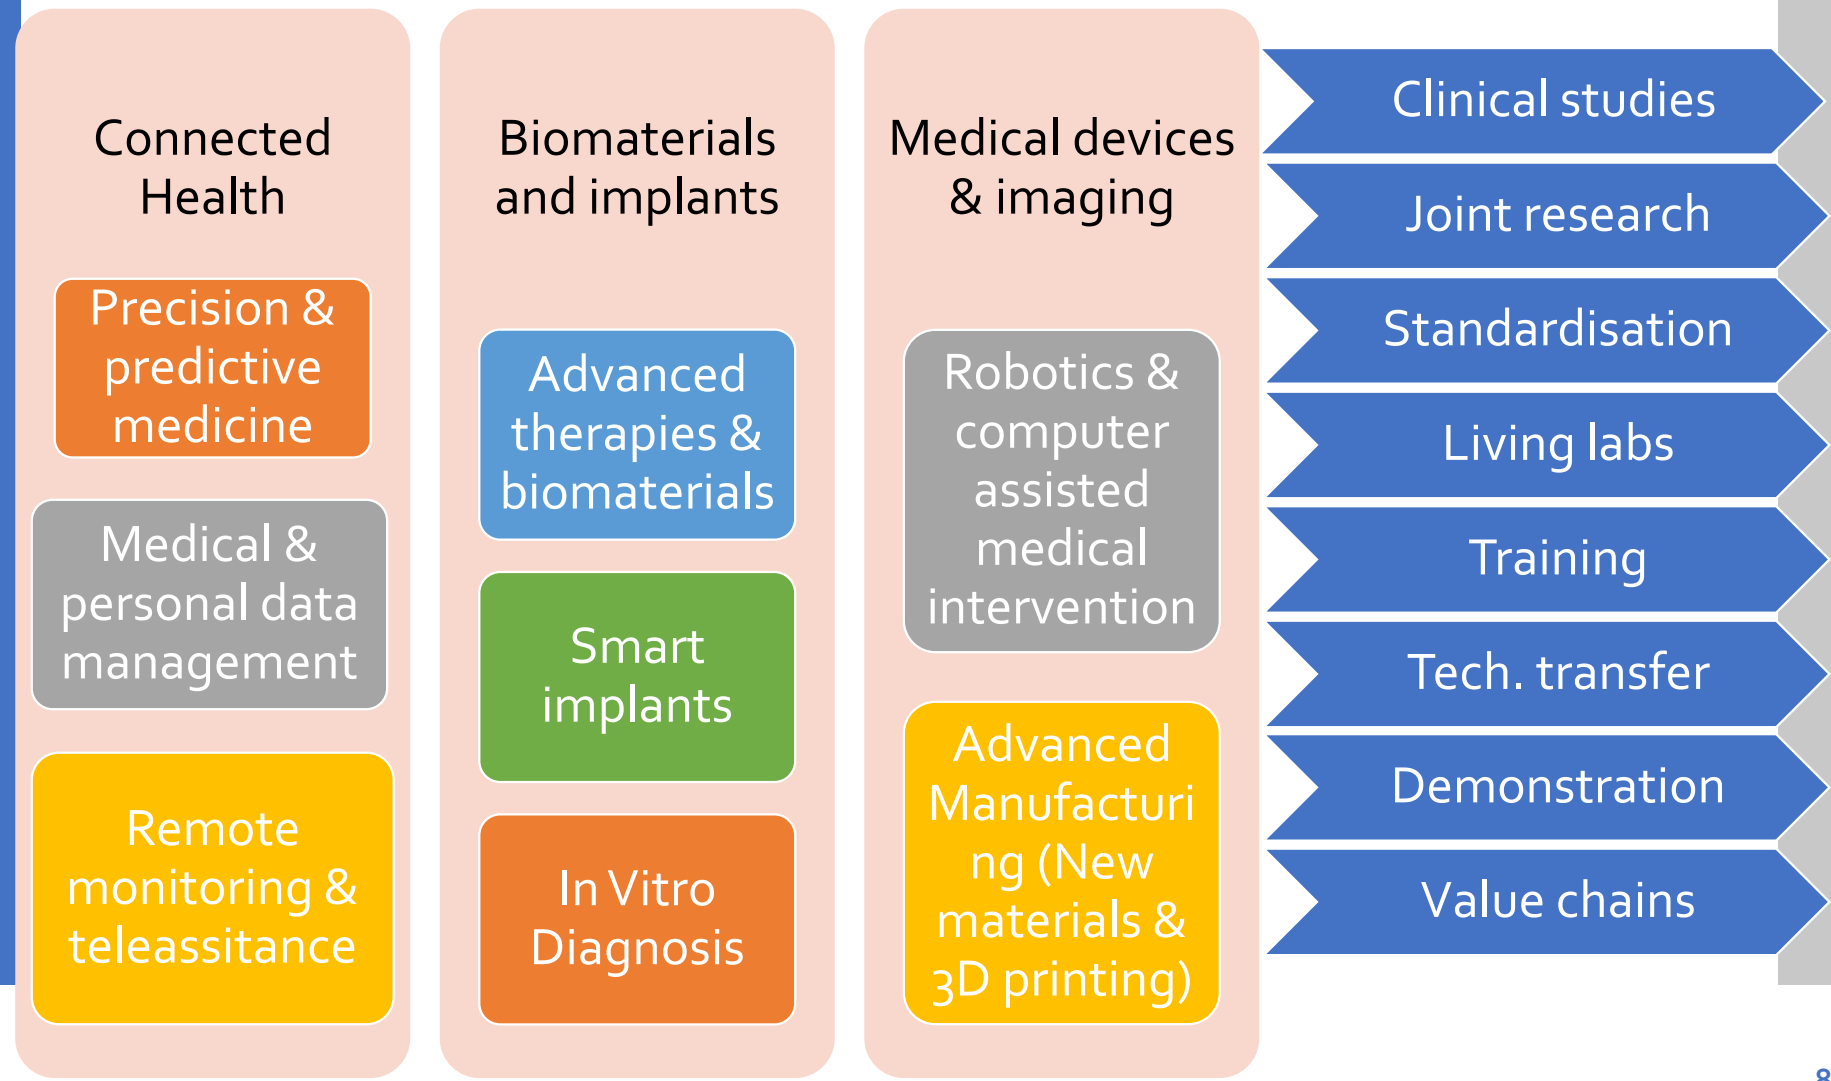 Connected
Health
Precision &
predictive
medicine
Medical &
personal data
management
Remote
monitoring &
teleassitance
Biomaterials
and implants
Advanced
therapies &
biomaterials
Smart
implants
In Vitro
Diagnosis
Medical devices
& imaging
Robotics &
computer
assisted
medical
intervention
Advanced
Manufacturi
ng (New
materials &
3D printing)
Clinical studies
Joint research
Standardisation
Living labs
Training
Tech. transfer
Demonstration
Value chains
8